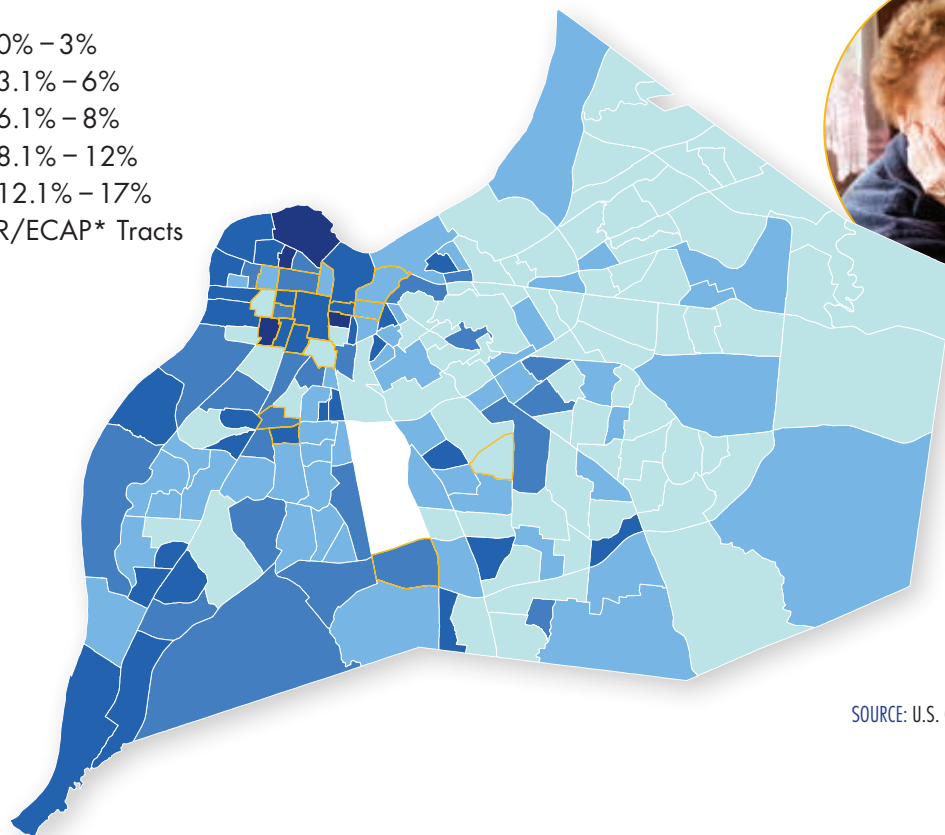 0% – 3%
3.1% – 6%
6.1% – 8%
8.1% – 12%
12.1% – 17%
R/ECAP* Tracts
SOURCE: U.S.